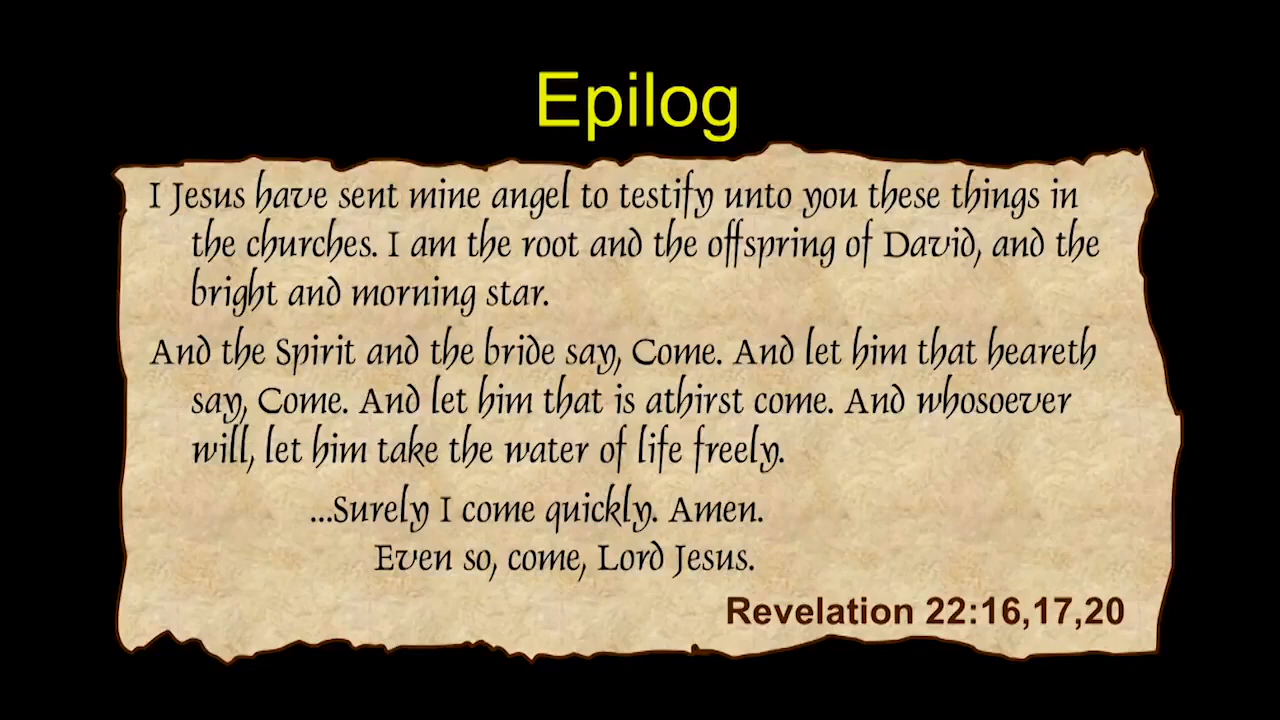 Epilog
I Jesus have sent mine angel to testify unto you these things in
the churches. I am the root and the offspring of David, and the
bright and morning star.
And the Spirit and the bride say, Come. And let him that heareth
say, Come. And let him that is athirst come. And whosoever
will, let him take the water of life freely.
...Surely I come quickly. Amen.
Even so, come, Lord Jesus.
Revelation 22:16,17,20